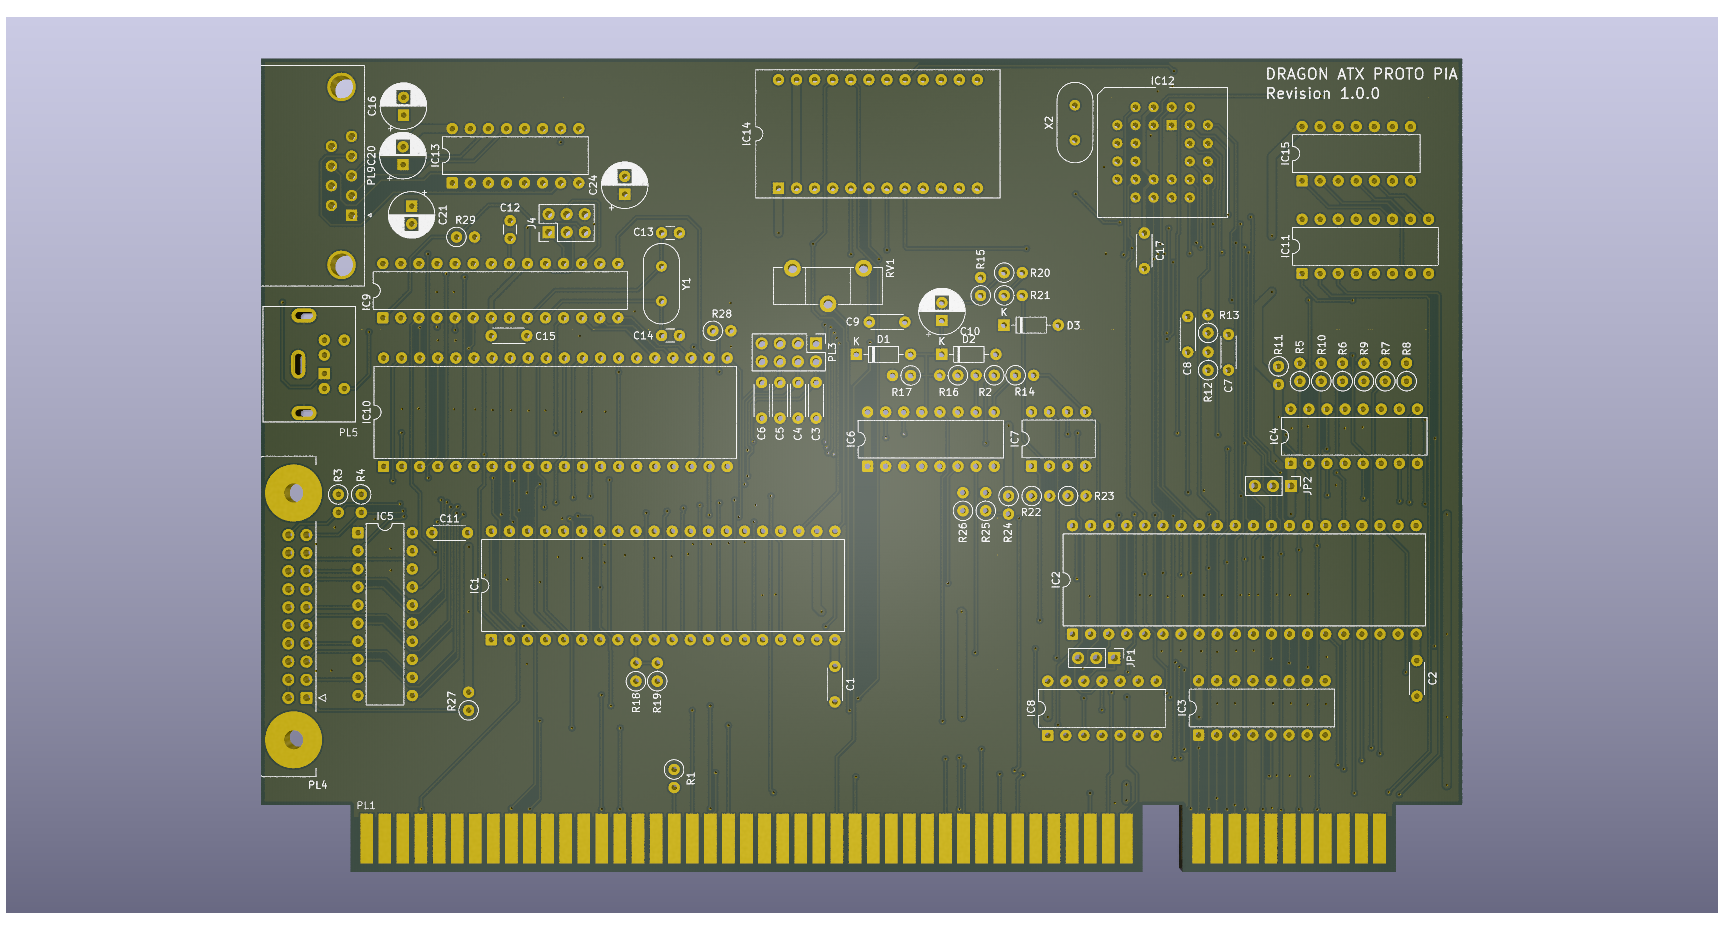 DRAGON ATX PROTO PIA
Revision 1.0.0
IC12
C16
X2
IC14
IC15
IC13
PL9
C20
C24
C21
R29
C12
J4
C13
IC11
C17
R15
R20
RV1
R21
Y1
IC9
C15
C14
R28
C9
K
C10
D3
R13
PL3
K
D1
K
D2
C8
R12
C7
R11
R5
R10
R6
R9
R7
R8
R17
R16
R2
R14
IC10
PL5
C6
C5
C4
C3
IC6
IC7
IC4
R3
R4
JP2
R23
R22
R26
R25
R24
IC5
C11
IC1
IC2
JP1
R27
R18
R19
C1
C2
IC8
IC3
R1
PL4
PL1